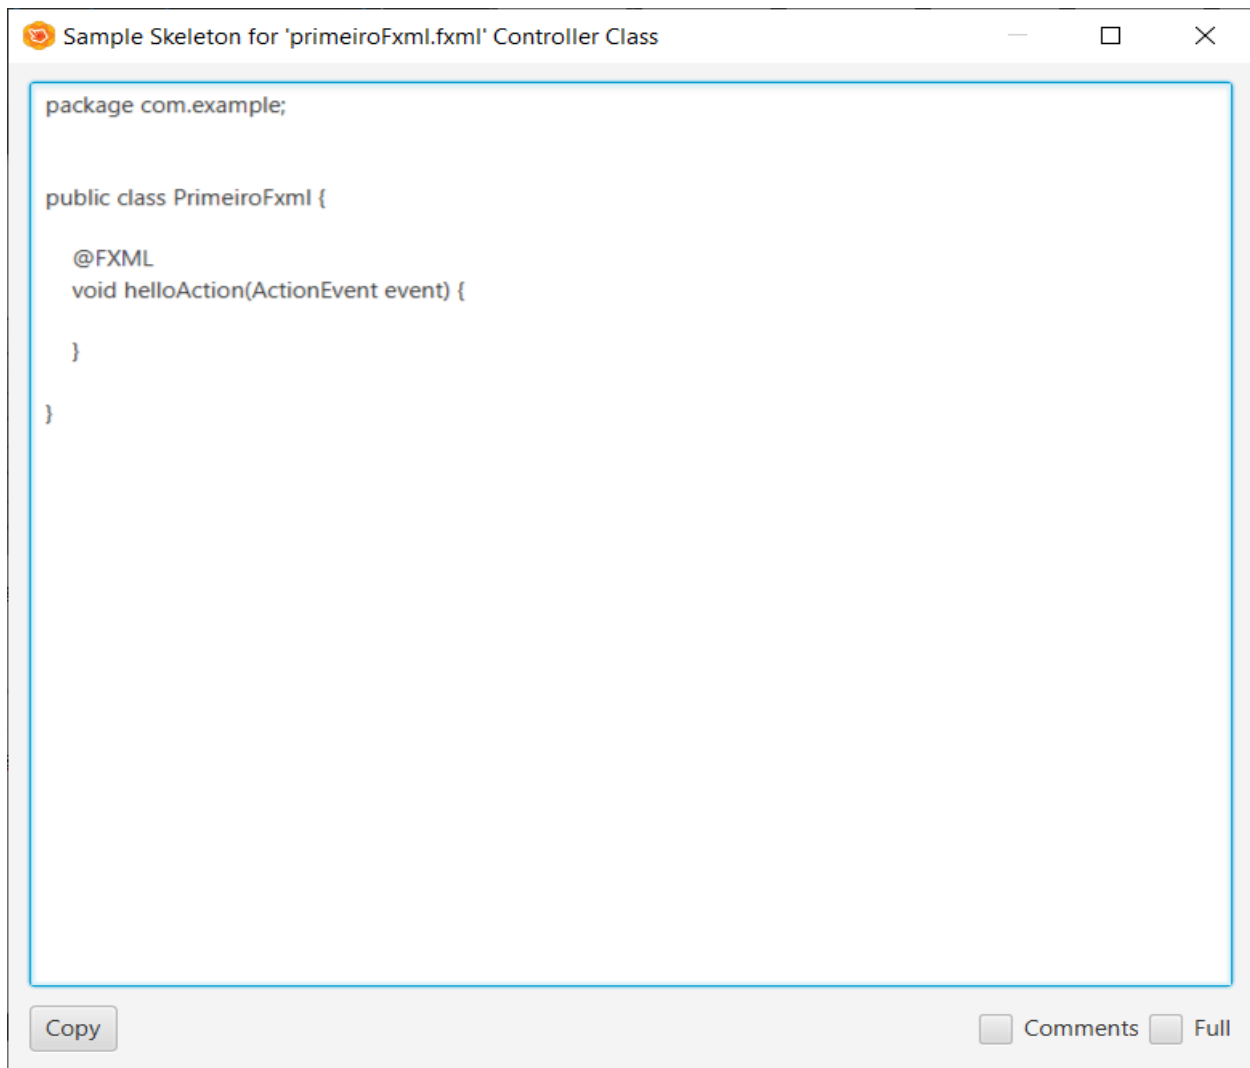 Sample Skeleton for 'primeiroFxml.fxml' Controller Class
package com.example;
public class PrimeiroFxml {
@FXML
void helloAction(ActionEvent event) {
}
}
Copy
Comments
Full